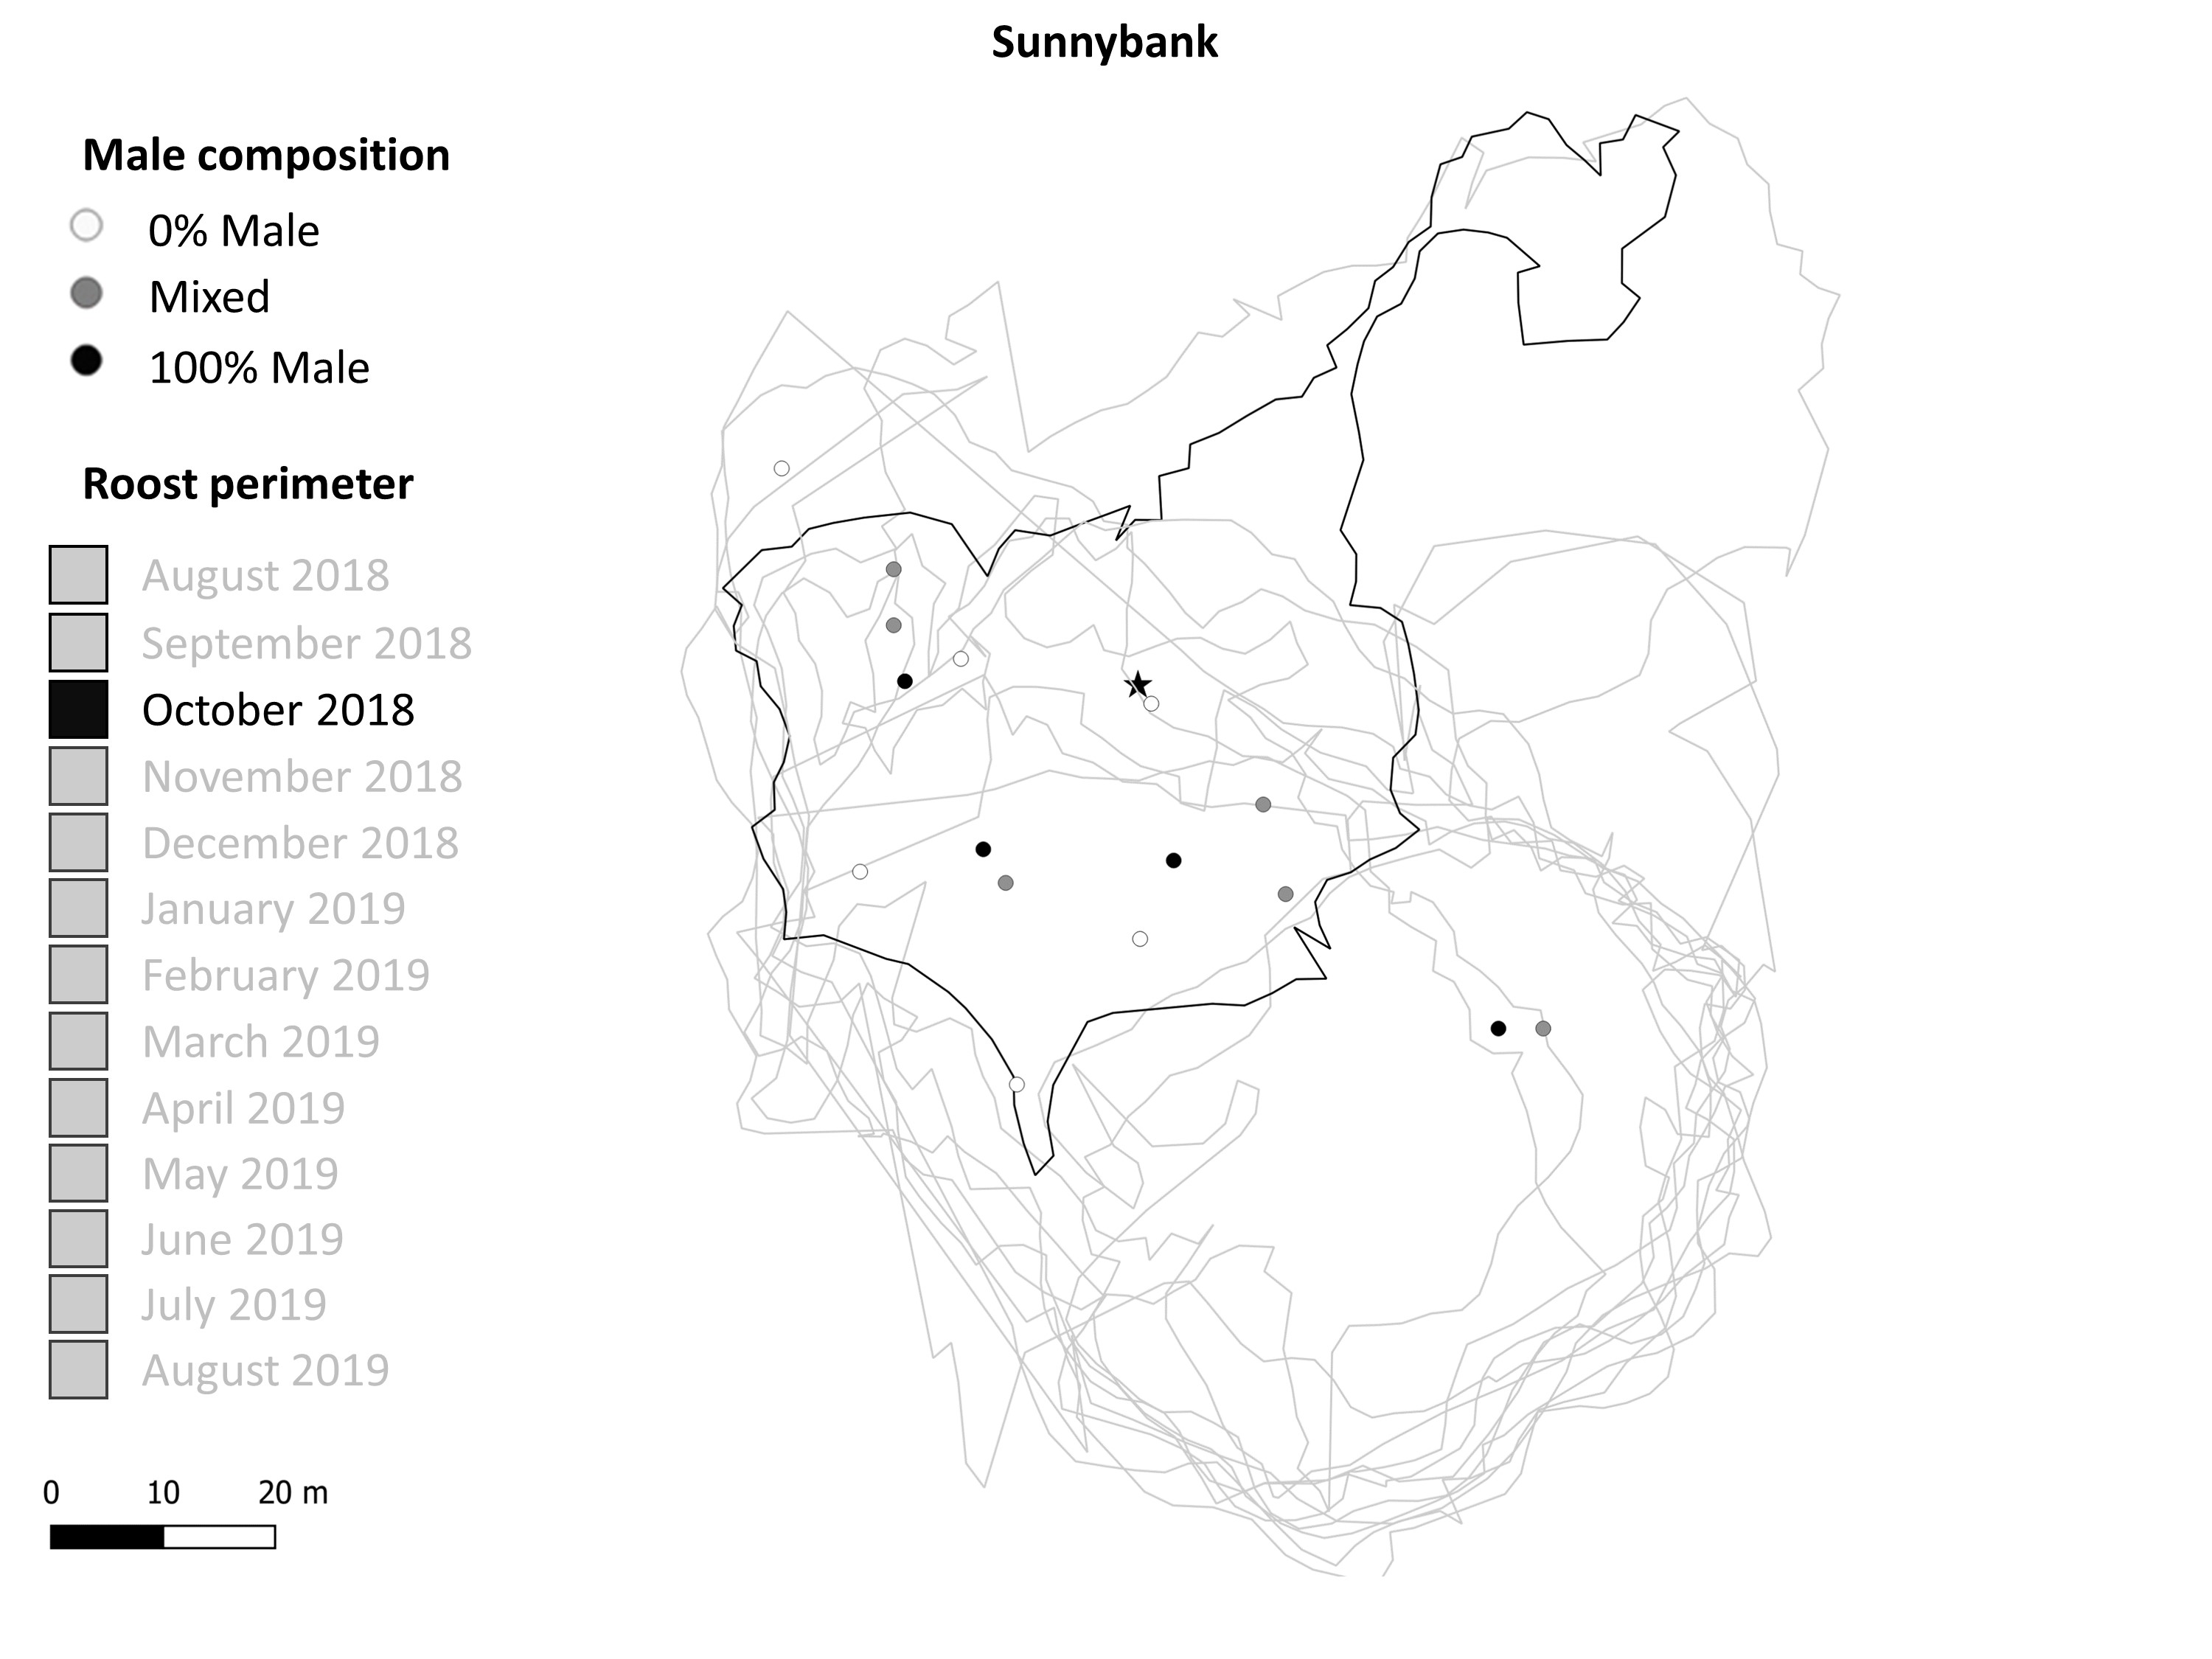 Sunnybank
Male composition
0% Male
Mixed
100% Male
Roost perimeter
August 2018
September 2018
October 2018
November 2018
December 2018
January 2019
February 2019
March 2019
April 2019
May 2019
June 2019
July 2019
August 2019
0 10 20 m